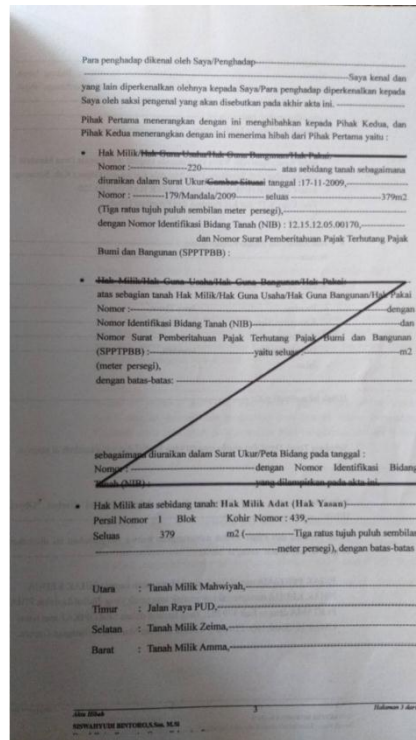 Para penghadap dikenal oleh Saya/Penghadap-----------------------------------
-----------------------------------------------------------------Saya kenal dan
yang lain diperkenalkan olehnya kepada Saya/Para penghadap diperkenalkan kepada
Saya oleh saksi pengenal yang akan disebutkan pada akhir akta ini. ------------------
Pihak Pertama menerangkan dengan ini menghibahkan kepada Pihak Kedua, dan
Pihak Kedua menerangkan dengan ini menerima hibah dari Pihak Pertama yaitu :
• Hak Milik/Hak Guna Usaha/Hak Guna Bangunan/Hak Pakai:
Nomor :----------------220--------------------- atas sebidang tanah sebagaimana
diuraikan dalam Surat Ukur/Gambar Situasi tanggal :17-11-2009,---------------
Nomor : -----------179/Mandala/2009--------- seluas ------------------------379m2
(Tiga ratus tujuh puluh sembilan meter persegi),--------------------------------
dengan Nomor Identifikasi Bidang Tanah (NIB) : 12.15.12.05.00170,-----------
dan Nomor Surat Pemberitahuan Pajak Terhutang Pajak
Bumi dan Bangunan (SPPTPBB) :
• Hak Milik/Hak Guna Usaha/Hak Guna Bangunan/Hak Pakai:
atas sebagian tanah Hak Milik/Hak Guna Usaha/Hak Guna Bangunan/Hak Pakai
Nomor :-----------------------------------------------------------------dengan
Nomor Identifikasi Bidang Tanah (NIB)--------------------------------------dan
Nomor Surat Pemberitahuan Pajak Terhutang Pajak Bumi dan Bangunan
(SPPTPBB) :--------------------------yaitu seluas :-------------------------m2
(meter persegi),
dengan batas-batas: ---------------------------------------------------------
sebagaimana diuraikan dalam Surat Ukur/Peta Bidang pada tanggal :
Nomor : --------------------------------dengan Nomor Identifikasi Bidang
Tanah (NIB) : --------------------------yang dilampirkan pada akta ini.
• Hak Milik atas sebidang tanah: Hak Milik Adat (Hak Yasan)------------------
Persil Nomor 1 Blok Kohir Nomor : 439,---------------------------
Seluas 379 m2 (-------------Tiga ratus tujuh puluh sembilan
-----------------------------------------------meter persegi), dengan batas-batas
Utara : Tanah Milik Mahwiyah,------------------------------------------
Timur : Jalan Raya PUD,------------------------------------------------
Selatan : Tanah Milik Zeima,---------------------------------------------
Barat : Tanah Milik Amma,---------------------------------------------
Akta Hibah 3 Halaman 3 dari